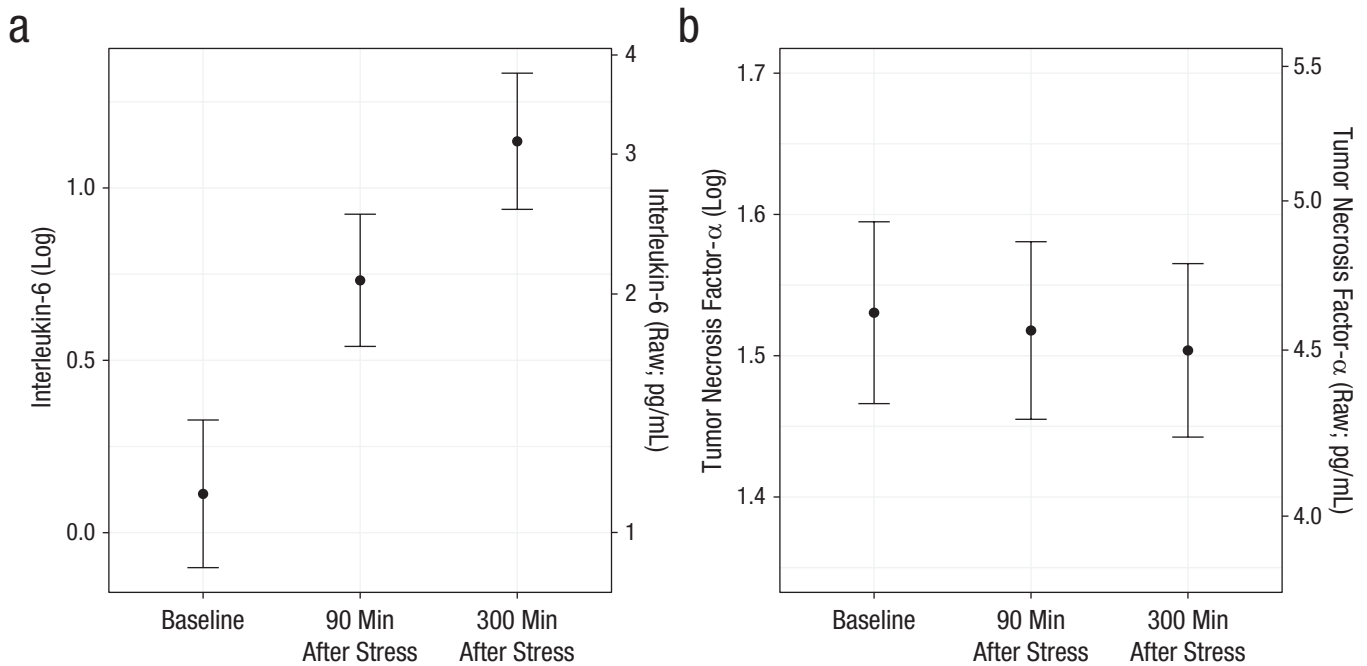 a
Interleukin-6 (Log)
1.0
0.5
0.0
4
3
2
1
Interleukin-6 (Raw; pg/mL)
Baseline
90 Min
After Stress
300 Min
After Stress
b
Tumor Necrosis Factor-α (Log)
1.7
1.6
1.5
1.4
5.5
5.0
4.5
4.0
Tumor Necrosis Factor-α (Raw; pg/mL)
Baseline
90 Min
After Stress
300 Min
After Stress